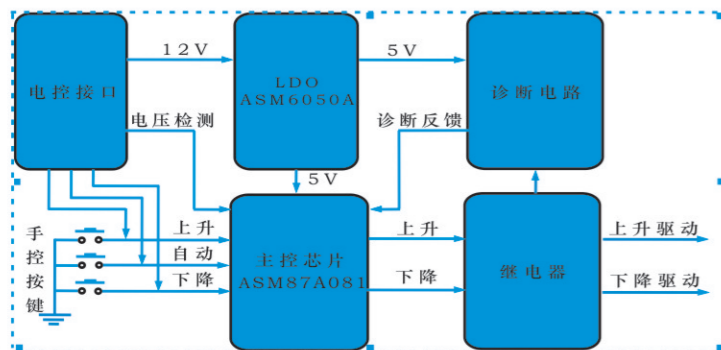 12V
5V
电控接口
LDO
ASM6050A
诊断电路
电压检测
诊断反馈
5V
手控按键
上升
自动
下降
主控芯片
ASM87A081
上升
下降
继电器
上升驱动
下降驱动